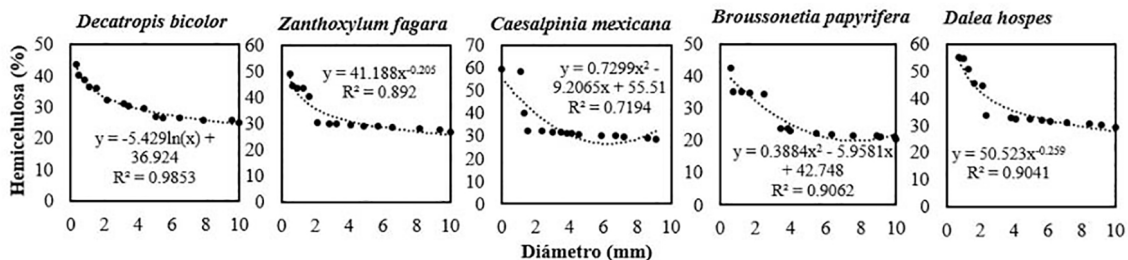 Decatropis bicolor
Zanthoxylum fagara
Caesalpinia mexicana
Broussonetia papyrifera
Dalea hospes
Hemicelulosa (%)
50
40
30
20
10
0
y = -5.429ln(x) +
36.924
R² = 0.9853
0 2 4 6 8 10
60
50
40
30
20
10
0
y = 41.188x-0.205
R² = 0.892
0 2 4 6 8 10
70
60
50
40
30
20
10
0
y = 0.7299x² -
9.2065x + 55.51
R² = 0.7194
0 2 4 6 8 10
50
40
30
20
10
0
y = 0.3884x² - 5.9581x
+ 42.748
R² = 0.9062
0 2 4 6 8 10
60
50
40
30
20
10
0
y = 50.523x-0.259
R² = 0.9041
0 2 4 6 8 10
Diámetro (mm)